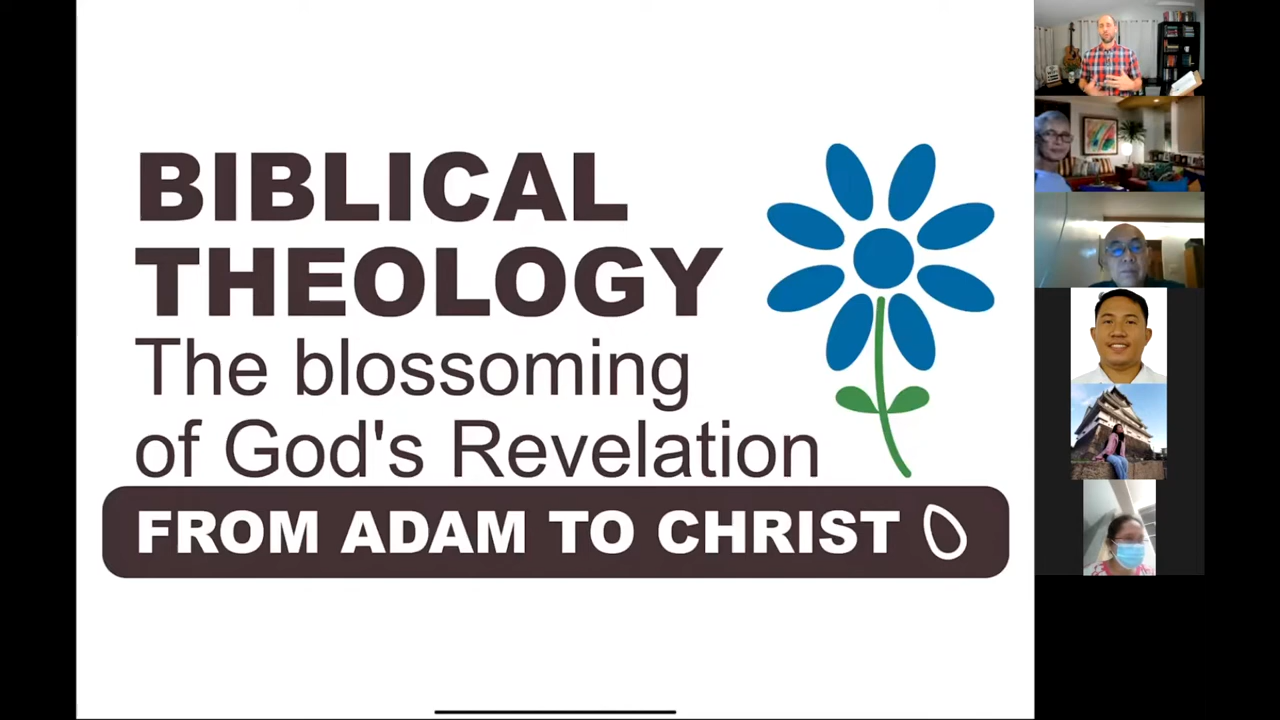 BIBLICAL
THEOLOGY
The blossoming
of God's Revelation
FROM ADAM TO CHRIST